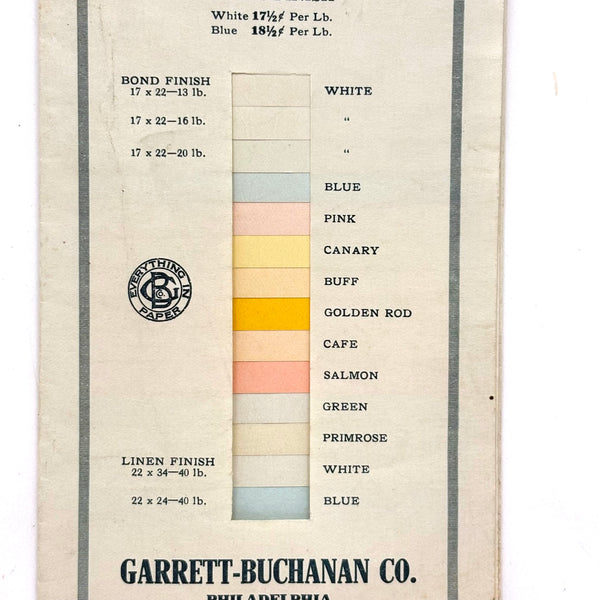 White 17½¢ Per Lb.
Blue 18½¢ Per Lb.
BOND FINISH
17 x 22—13 lb. WHITE
17 x 22—16 lb. "
17 x 22—20 lb. "
BLUE
PINK
CANARY
BUFF
EVERYTHING IN PAPER
GOLDEN ROD
CAFE
SALMON
GREEN
PRIMROSE
LINEN FINISH
22 x 34—40 lb. WHITE
22 x 24—40 lb. BLUE
GARRETT-BUCHANAN CO.
PHILADELPHIA